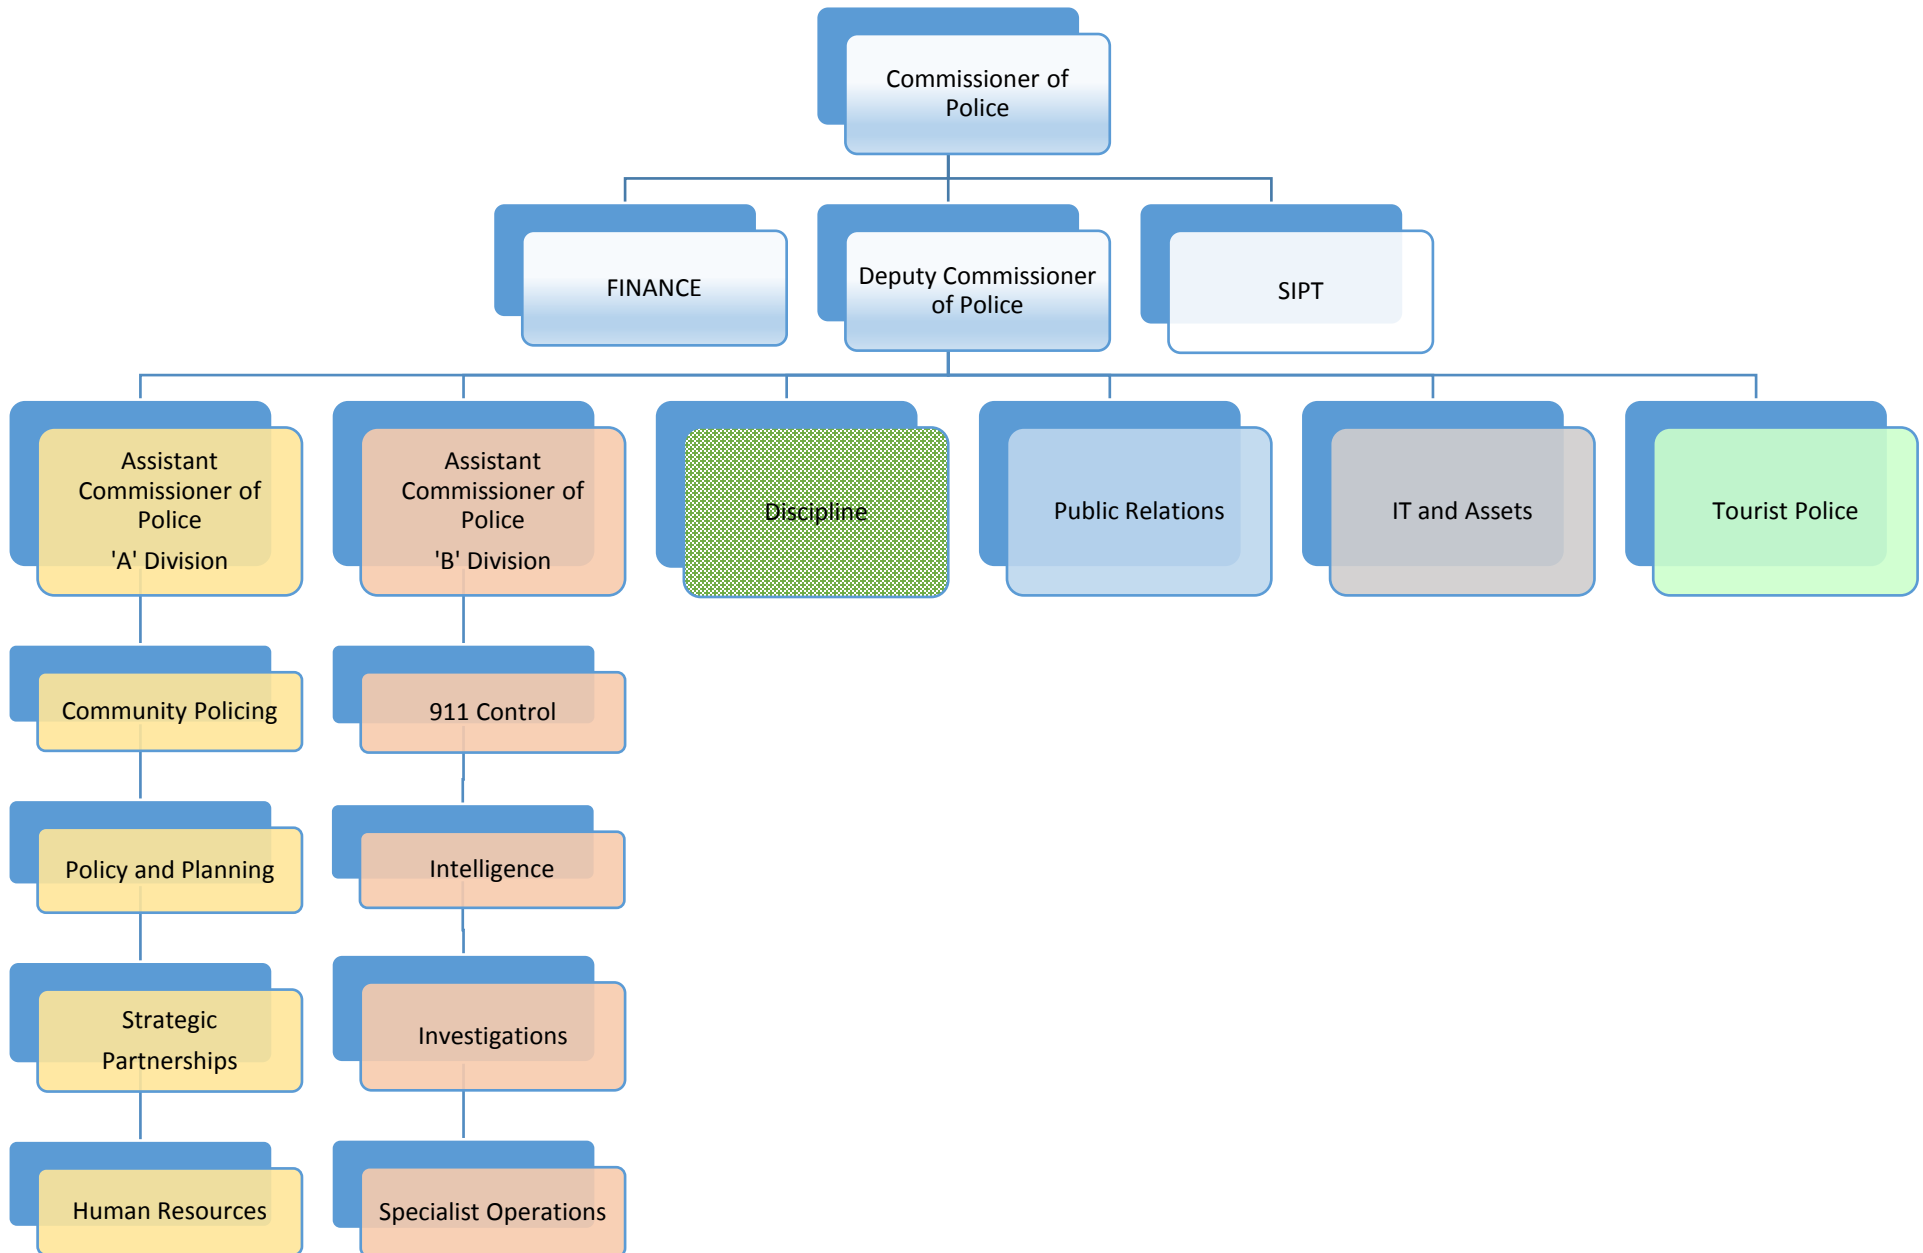 Commissioner of
Police
FINANCE
Deputy Commissioner
of Police
SIPT
Assistant
Commissioner of
Police
'A' Division
Assistant
Commissioner of
Police
'B' Division
Discipline
Public Relations
IT and Assets
Tourist Police
Community Policing
911 Control
Policy and Planning
Intelligence
Strategic
Partnerships
Investigations
Human Resources
Specialist Operations